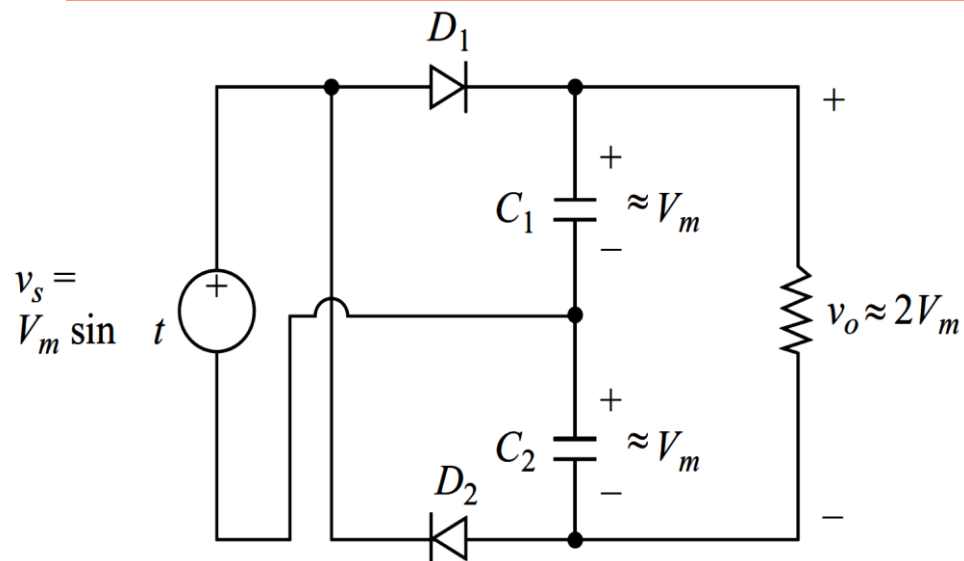 D₁
+
+
C₁ ≈ Vₘ
−
vₛ =
Vₘ sin t
+
vₒ ≈ 2Vₘ
+
C₂ ≈ Vₘ
−
D₂
−